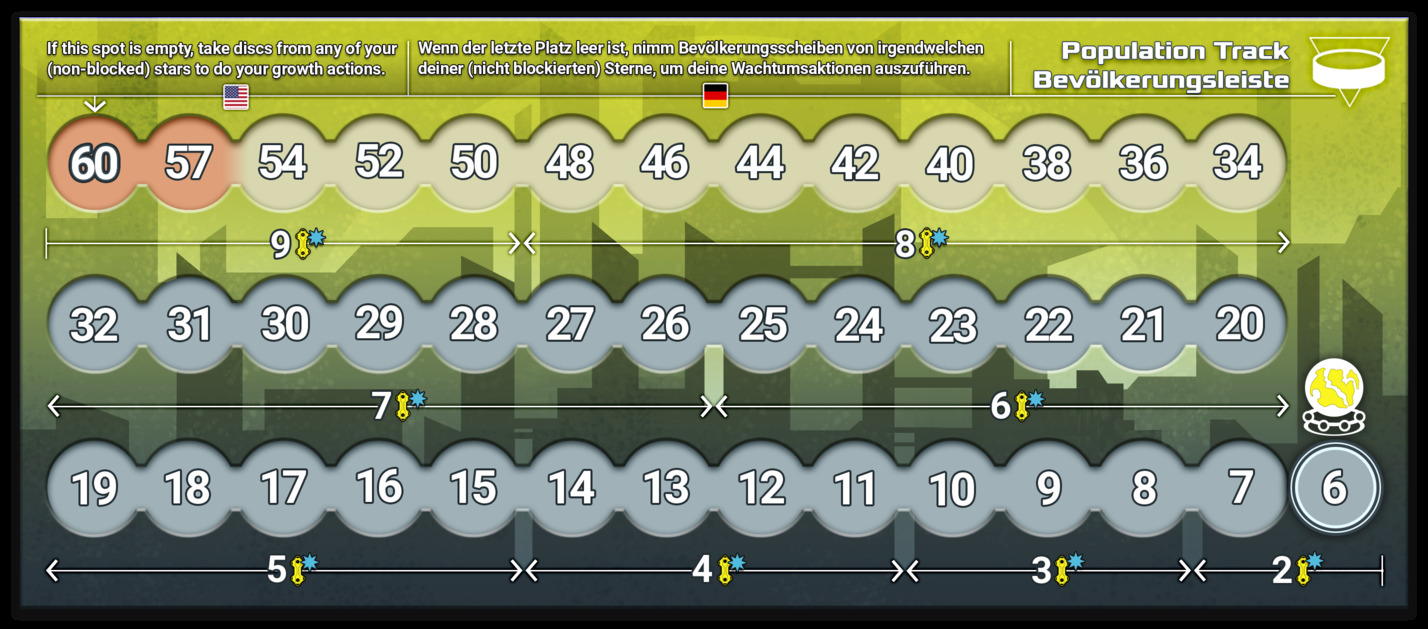 If this spot is empty, take discs from any of your
(non-blocked) stars to do your growth actions.
Wenn der letzte Platz leer ist, nimm Bevölkerungsscheiben von irgendwelchen
deiner (nicht blockierten) Sterne, um deine Wachtumsaktionen auszuführen.
Population Track
Bevölkerungsleiste
60 57 54 52 50 48 46 44 42 40 38 36 34
9 8
32 31 30 29 28 27 26 25 24 23 22 21 20
7 6
19 18 17 16 15 14 13 12 11 10 9 8 7 6
5 4 3 2